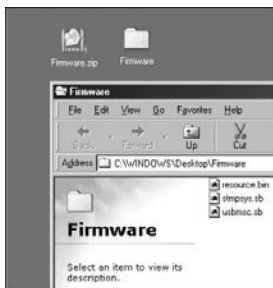 Firmware.zip Firmware
Firmware
File Edit View Go Favorites Help
Back Forward Up Cut
Address C:\WINDOWS\Desktop\Firmware
resource.bin
stmpsys.sb
usbmsc.sb
Firmware
Select an item to view its
description.